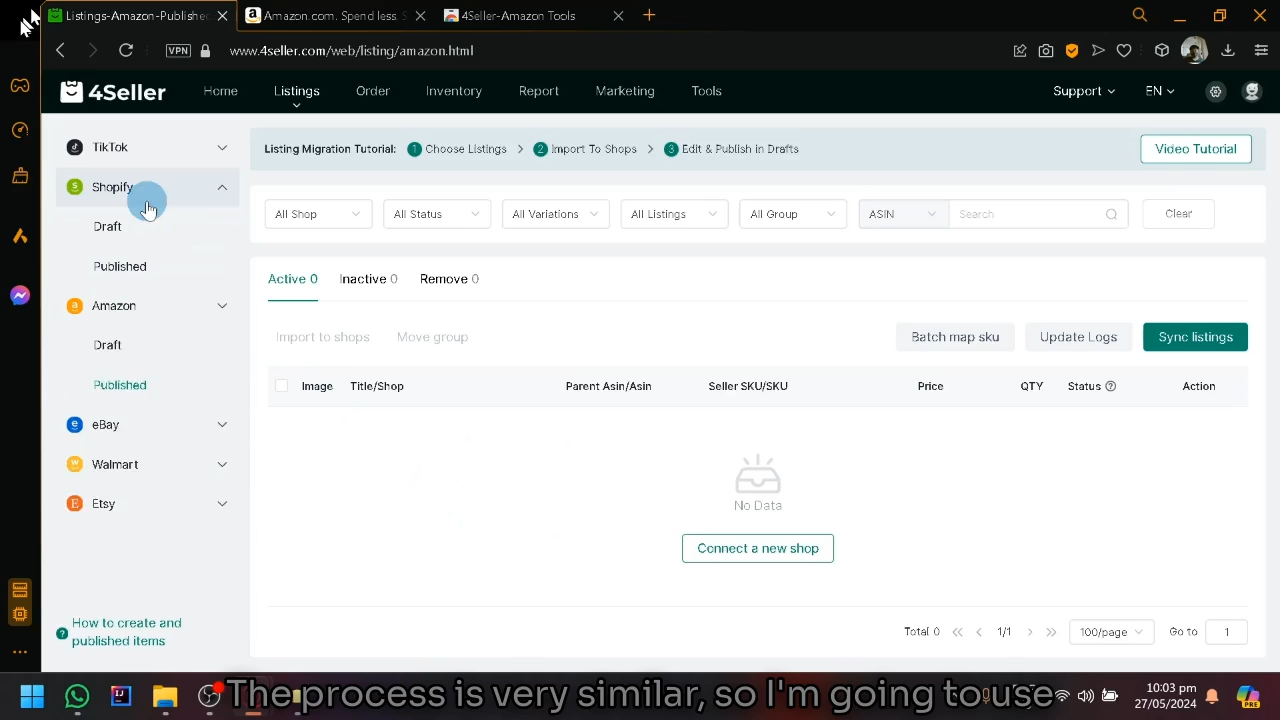 Listings-Amazon-Publishe
Amazon.com. Spend less. S
4Seller-Amazon Tools
VPN
www.4seller.com/web/listing/amazon.html
4Seller
Home
Listings
Order
Inventory
Report
Marketing
Tools
Support
EN
TikTok
Shopify
Draft
Published
Amazon
Draft
Published
eBay
Walmart
Etsy
How to create and
published items
Listing Migration Tutorial: 1 Choose Listings > 2 Import To Shops > 3 Edit & Publish in Drafts
Video Tutorial
All Shop
All Status
All Variations
All Listings
All Group
ASIN
Search
Clear
Active 0
Inactive 0
Remove 0
Import to shops
Move group
Batch map sku
Update Logs
Sync listings
Image
Title/Shop
Parent Asin/Asin
Seller SKU/SKU
Price
QTY
Status
Action
No Data
Connect a new shop
Total 0
1/1
100/page
Go to
1
The process is very similar, so I'm going to use
10:03 pm
27/05/2024
PRE